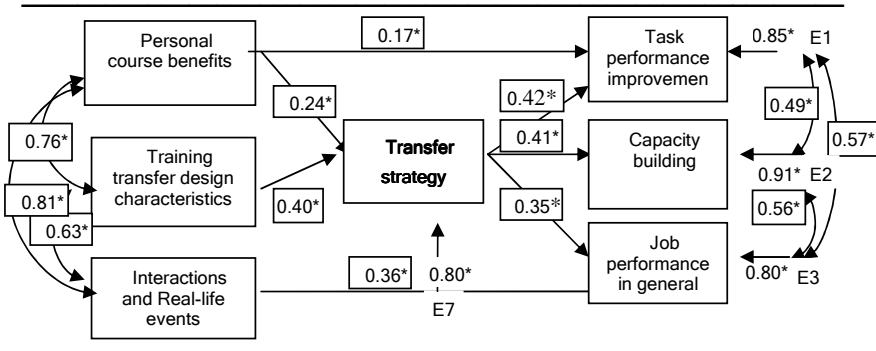 Personal
course benefits
0.17*
Task
performance
improvemen
0.85*
E1
0.24*
0.42*
0.49*
0.76*
0.41*
0.57*
Training
transfer design
characteristics
Transfer
strategy
Capacity
building
0.91*
E2
0.81*
0.40*
0.35*
0.56*
0.63*
Interactions
and Real-life
events
0.36*
0.80*
E7
Job
performance
in general
0.80*
E3